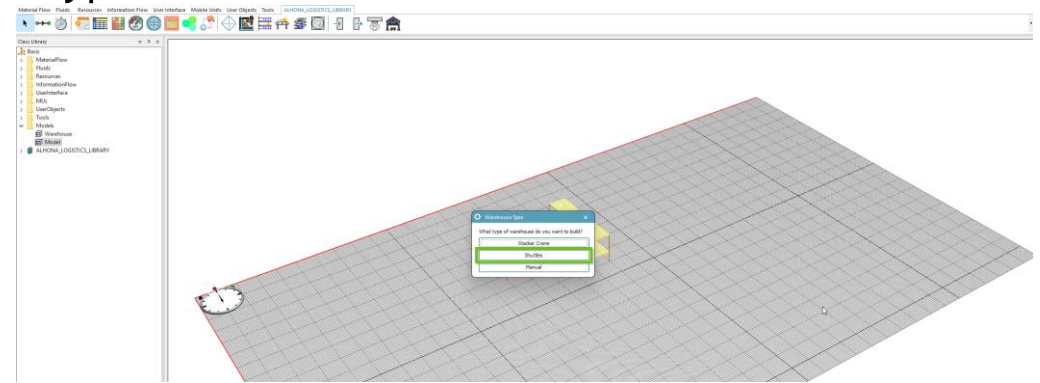 Material Flow Fluids Resources Information Flow User Interface Mobile Units User Objects Tools ALHONA_LOGISTICS_LIBRARY
Class Library
Basis
MaterialFlow
Fluids
Resources
InformationFlow
UserInterface
MUs
UserObjects
Tools
Models
Warehouse
Model
ALHONA_LOGISTICS_LIBRARY
Warehouse Type
What type of warehouse do you want to build?
Stacker Crane
Shuttles
Manual